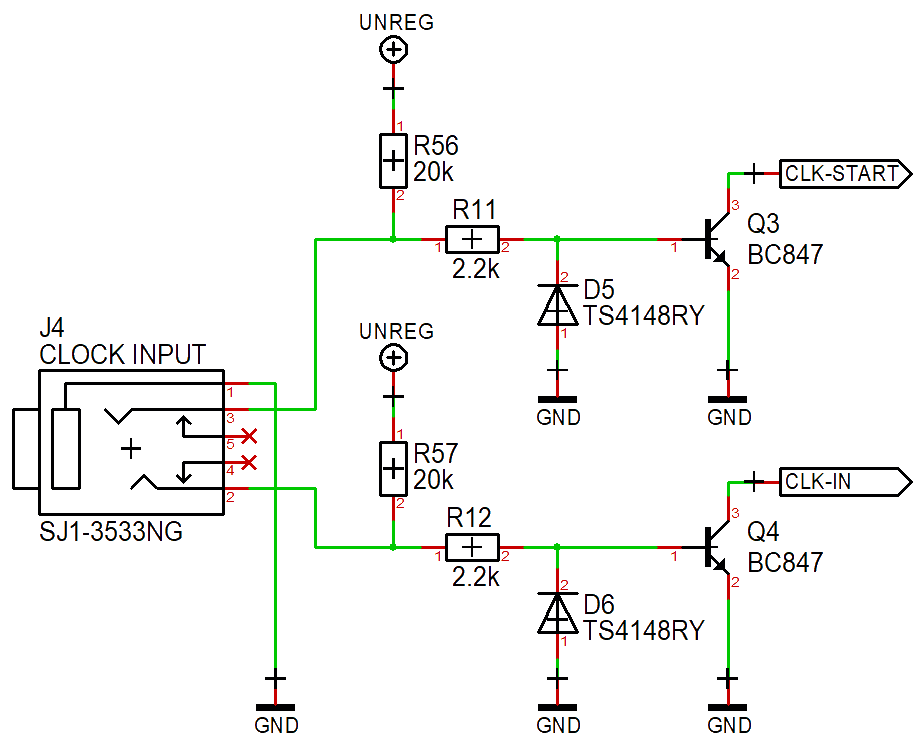 UNREG
1
R56
20k
2
R11
1
2
2.2k
CLK-START
3
Q3
BC847
1
2
2
D5
TS4148RY
1
GND
GND
J4
CLOCK INPUT
1
3
5
4
2
SJ1-3533NG
UNREG
1
R57
20k
2
R12
1
2
2.2k
CLK-IN
3
Q4
BC847
1
2
2
D6
TS4148RY
1
GND
GND
GND